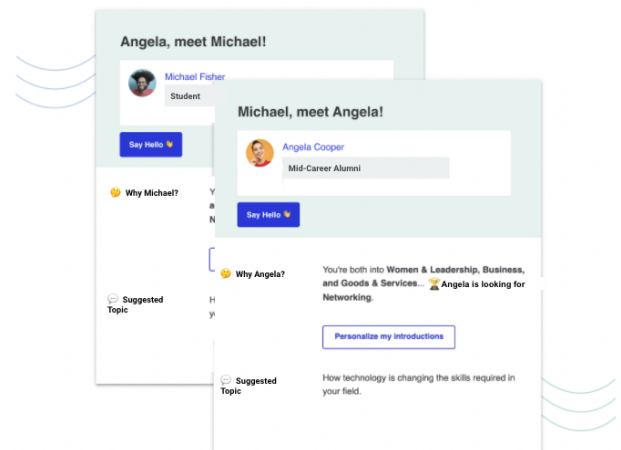 Angela, meet Michael!
Michael Fisher
Student
Say Hello 👋
🤔 Why Michael?
Y
a
N
💬 Suggested
Topic
H
y
Michael, meet Angela!
Angela Cooper
Mid-Career Alumni
Say Hello 👋
🤔 Why Angela?
You're both into Women & Leadership, Business,
and Goods & Services... 🏆Angela is looking for
Networking.
Personalize my introductions
💬 Suggested
Topic
How technology is changing the skills required in
your field.